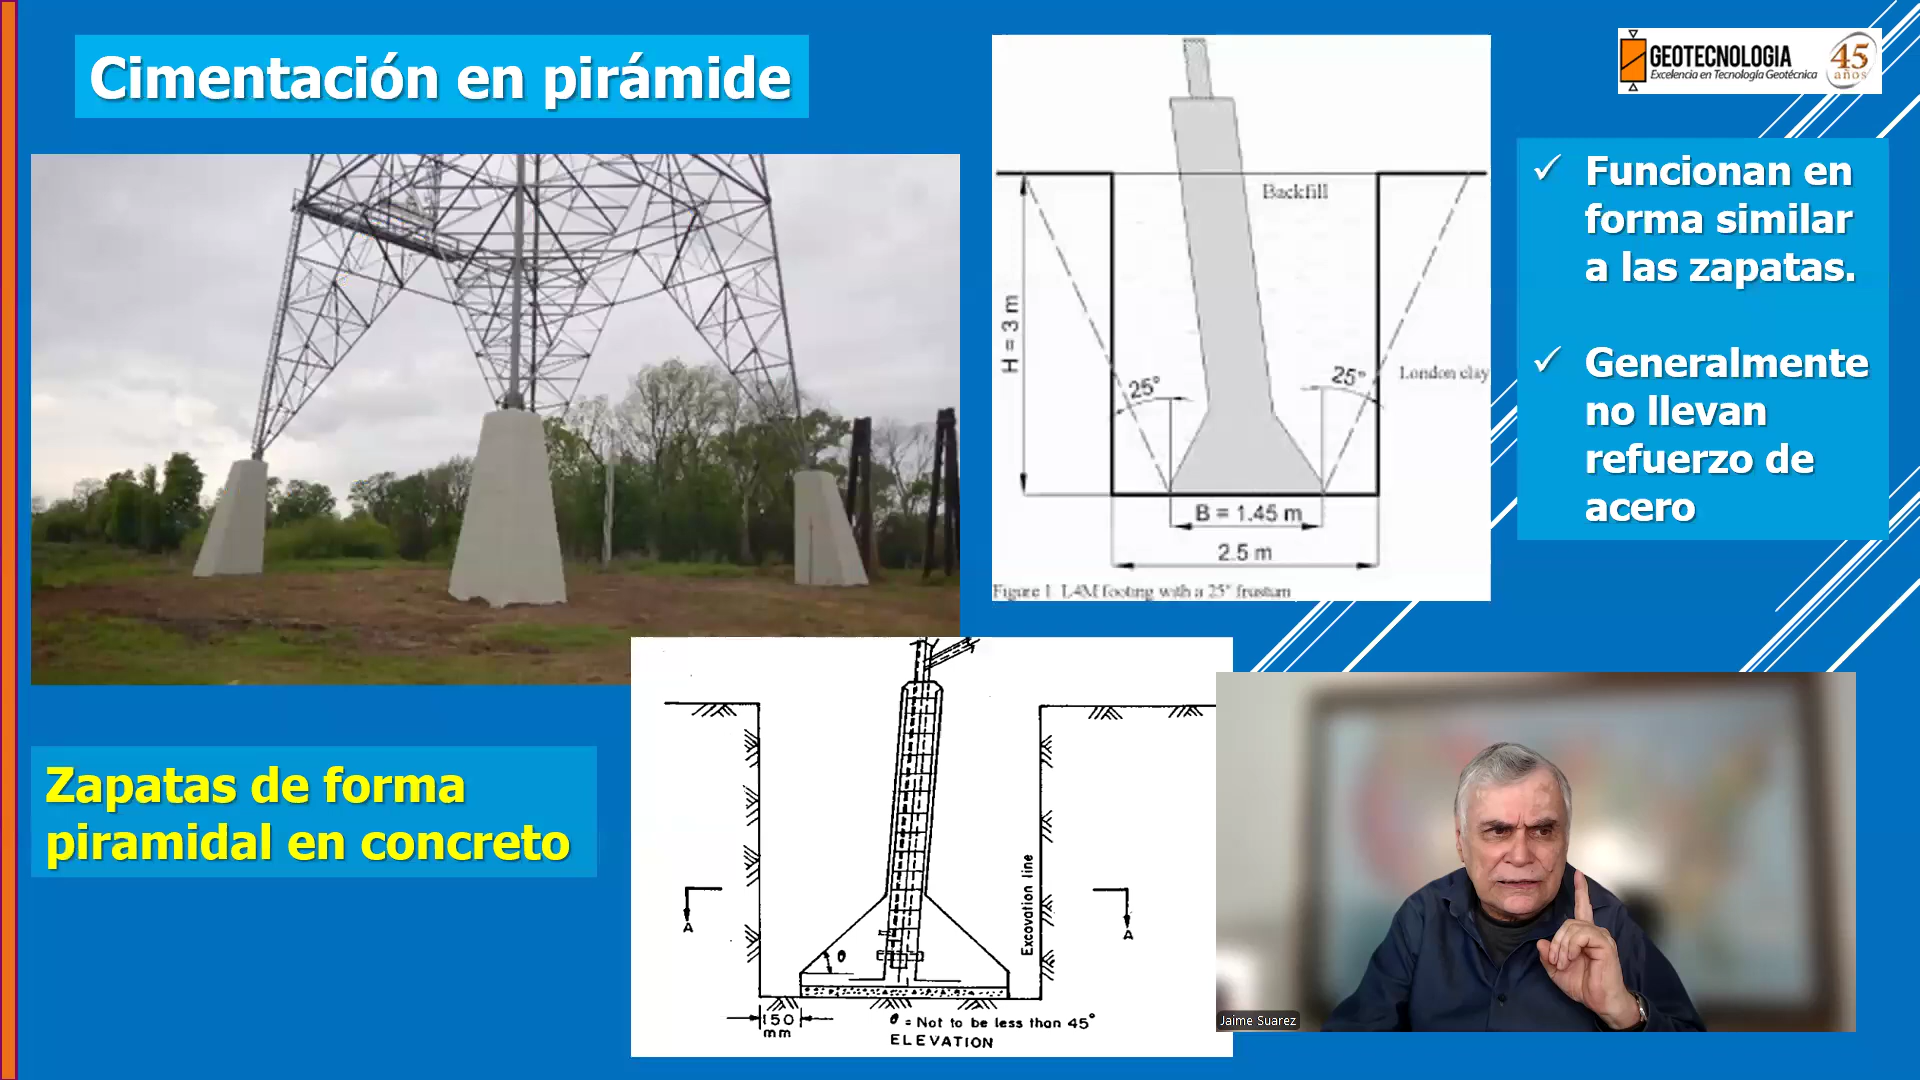 Cimentación en pirámide
GEOTECNOLOGIA
Excelencia en Tecnología Geotécnica
45
años
Backfill
H = 3 m
25°
25°
London clay
B = 1.45 m
2.5 m
Figure 1 L4M footing with a 25° frustum
✓ Funcionan en
forma similar
a las zapatas.
✓ Generalmente
no llevan
refuerzo de
acero
Zapatas de forma
piramidal en concreto
Excavation line
A
A
θ
150
mm
θ = Not to be less than 45°
ELEVATION
Jaime Suarez